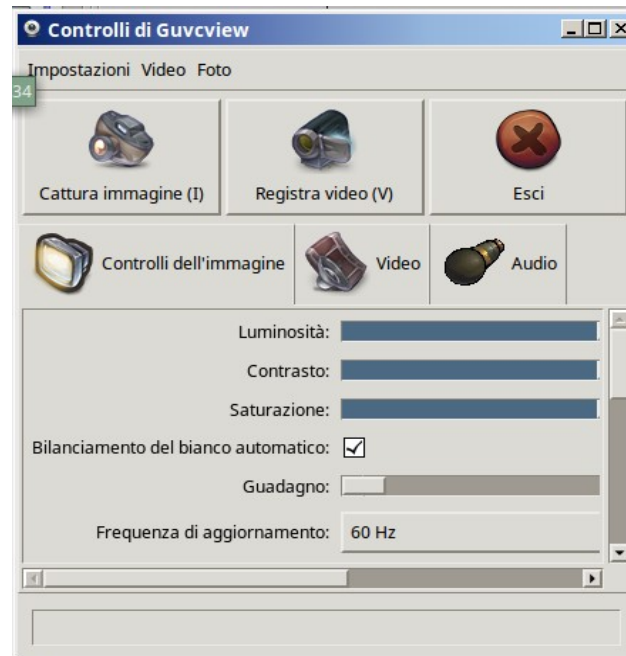 Controlli di Guvcview
Impostazioni Video Foto
34
Cattura immagine (I)
Registra video (V)
Esci
Controlli dell'immagine
Video
Audio
Luminosità:
Contrasto:
Saturazione:
Bilanciamento del bianco automatico:
Guadagno:
Frequenza di aggiornamento: 60 Hz